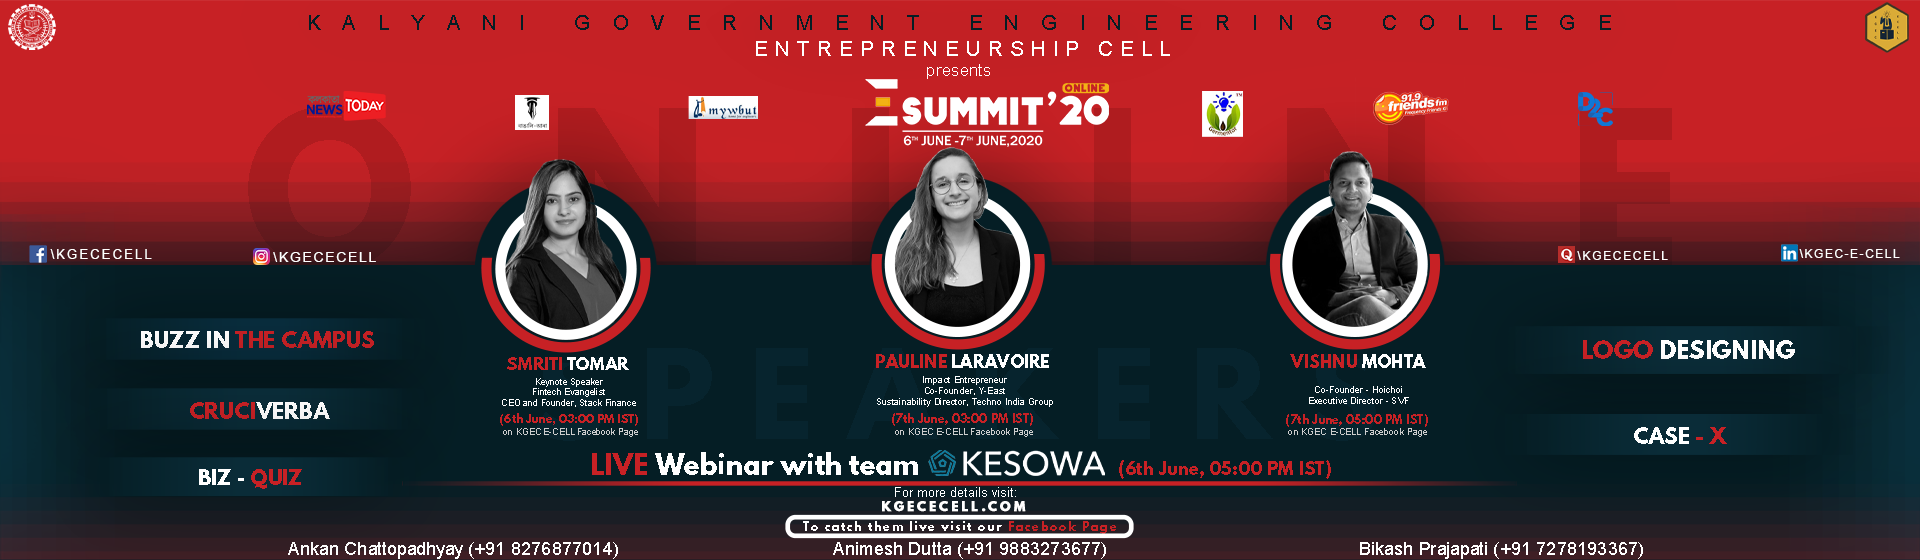 KALYANI GOVERNMENT ENGINEERING COLLEGE
ENTREPRENEURSHIP CELL
presents
NEWS TODAY
mywbut
ONLINE
E SUMMIT'20
6TH JUNE -7TH JUNE,2020
91.9
friends fm
D2C
ONLINE
\KGECECELL
\KGECECELL
\KGECECELL
in \KGEC-E-CELL
SPEAKERS
BUZZ IN THE CAMPUS
CRUCIVERBA
BIZ - QUIZ
SMRITI TOMAR
Keynote Speaker
Fintech Evangelist
CEO and Founder, Stack Finance
(6th June, 03:00 PM IST)
on KGEC E-CELL Facebook Page
PAULINE LARAVOIRE
Impact Entrepreneur
Co-Founder, Y-East
Sustainability Director, Techno India Group
(7th June, 03:00 PM IST)
on KGEC E-CELL Facebook Page
VISHNU MOHTA
Co-Founder - Hoichoi
Executive Director - SVF
(7th June, 05:00 PM IST)
on KGEC E-CELL Facebook Page
LOGO DESIGNING
CASE - X
LIVE Webinar with team KESOWA (6th June, 05:00 PM IST)
For more details visit:
KGECECELL.COM
To catch them live visit our Facebook Page
Ankan Chattopadhyay (+91 8276877014)
Animesh Dutta (+91 9883273677)
Bikash Prajapati (+91 7278193367)